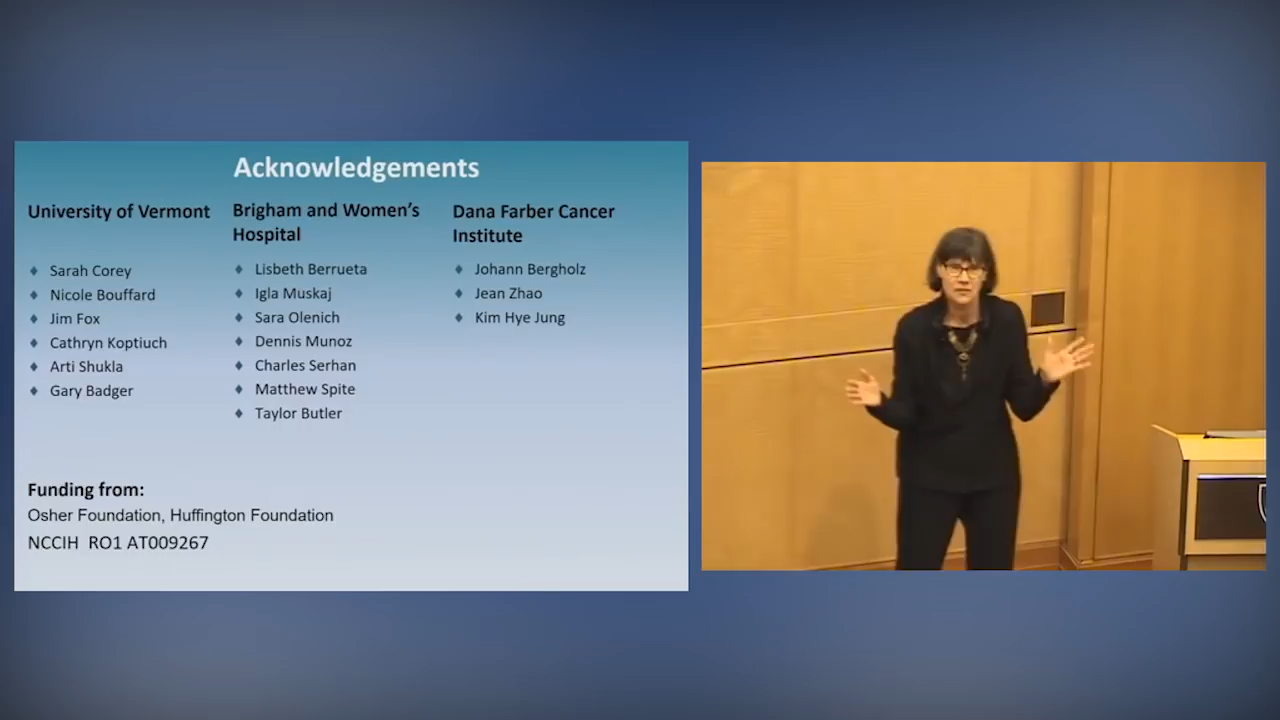 Acknowledgements
University of Vermont
Sarah Corey
Nicole Bouffard
Jim Fox
Cathryn Koptiuch
Arti Shukla
Gary Badger
Brigham and Women’s
Hospital
Lisbeth Berrueta
Igla Muskaj
Sara Olenich
Dennis Munoz
Charles Serhan
Matthew Spite
Taylor Butler
Dana Farber Cancer
Institute
Johann Bergholz
Jean Zhao
Kim Hye Jung
Funding from:
Osher Foundation, Huffington Foundation
NCCIH RO1 AT009267